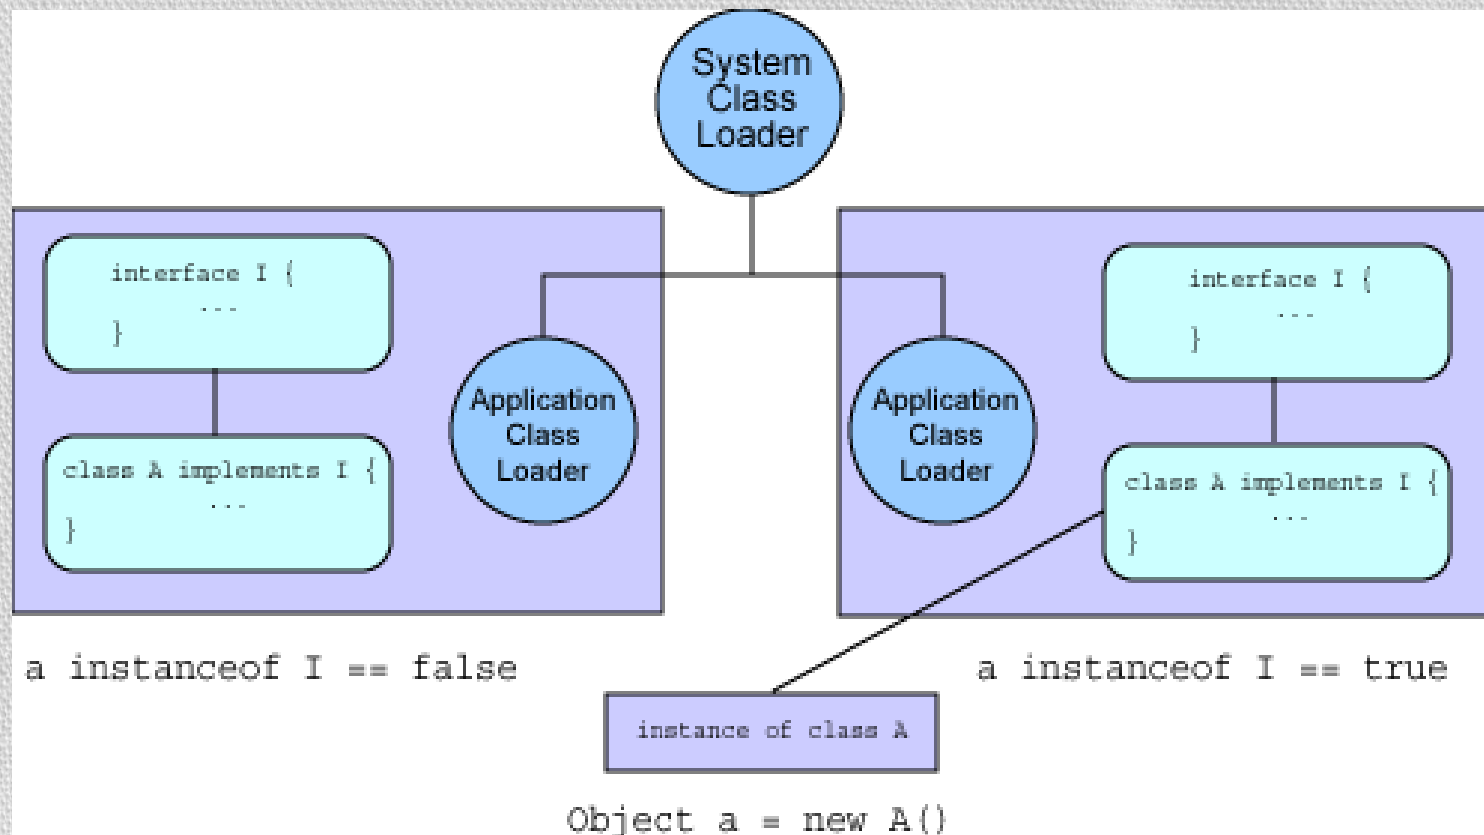 System
Class
Loader
interface I {
...
}
class A implements I {
...
}
Application
Class
Loader
a instanceof I == false
Application
Class
Loader
interface I {
...
}
class A implements I {
...
}
a instanceof I == true
instance of class A
Object a = new A()